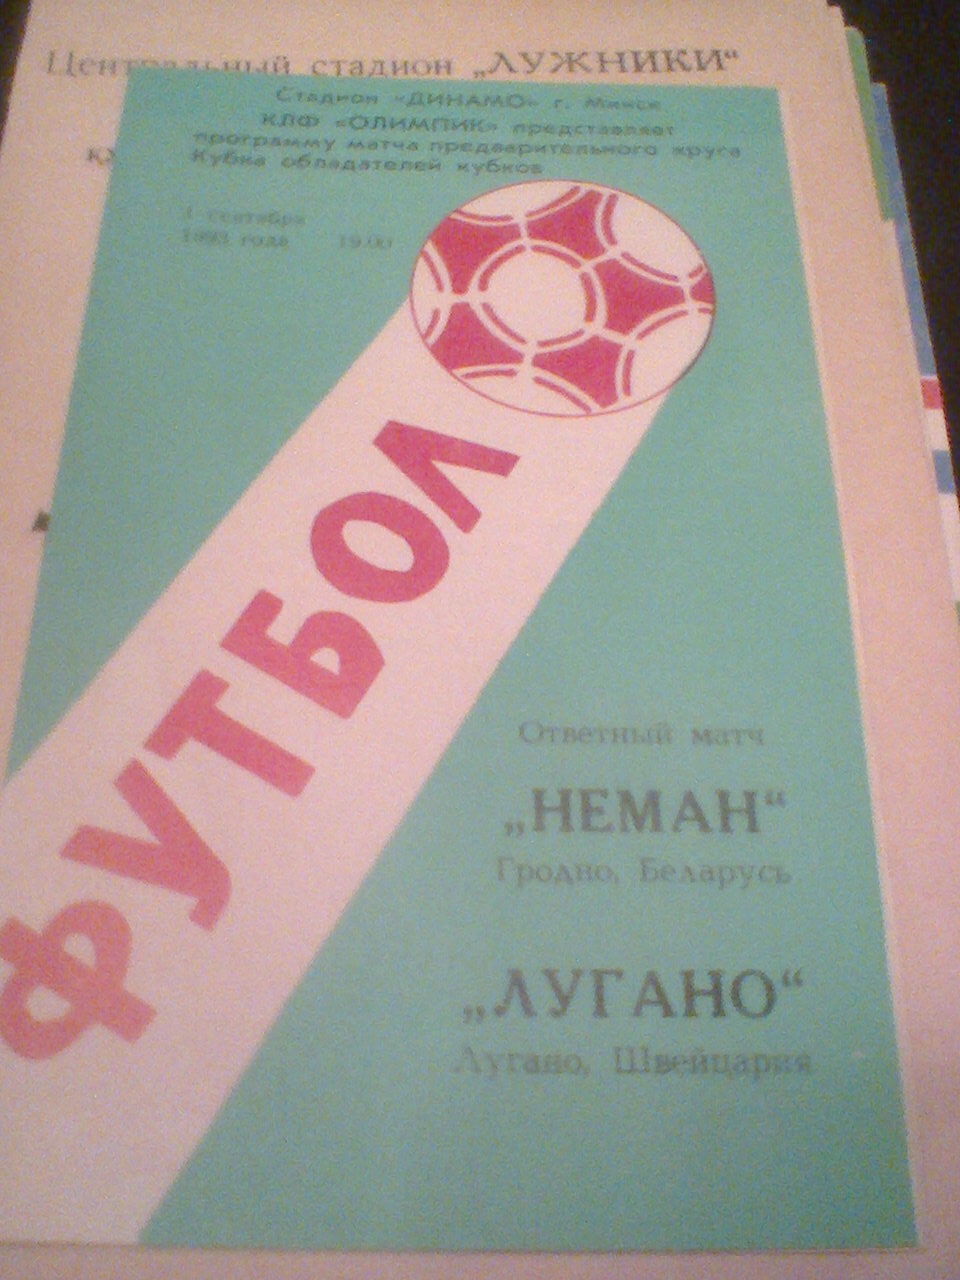 Центральный стадион „ЛУЖНИКИ“
Стадион «ДИНАМО» г. Минск
КЛФ «ОЛИМПИК» представляет
программу матча предварительного круга
Кубка обладателей кубков
1 сентября
1993 года 19.00
ФУТБОЛ
Ответный матч
„НЕМАН“
Гродно, Беларусь
„ЛУГАНО“
Лугано, Швейцария